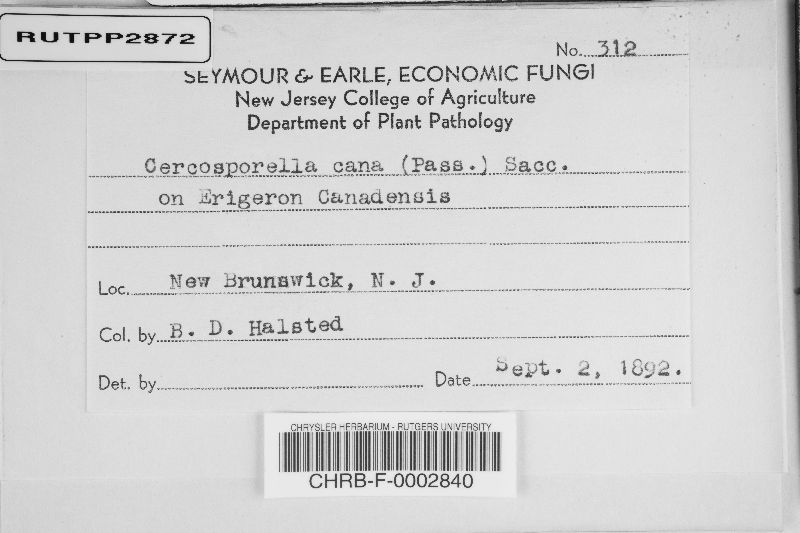 RUTPP2872
No. 312
SEYMOUR & EARLE, ECONOMIC FUNGI
New Jersey College of Agriculture
Department of Plant Pathology
Cercosporella cana (Pass.) Sacc.
on Erigeron Canadensis
Loc. New Brunswick, N. J.
Col. by B. D. Halsted
Det. by Date Sept. 2, 1892.
CHRYSLER HERBARIUM - RUTGERS UNIVERSITY
CHRB-F-0002840